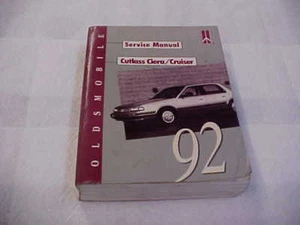 Service Manual
Cutlass Ciera/Cruiser
OLDSMOBILE
92